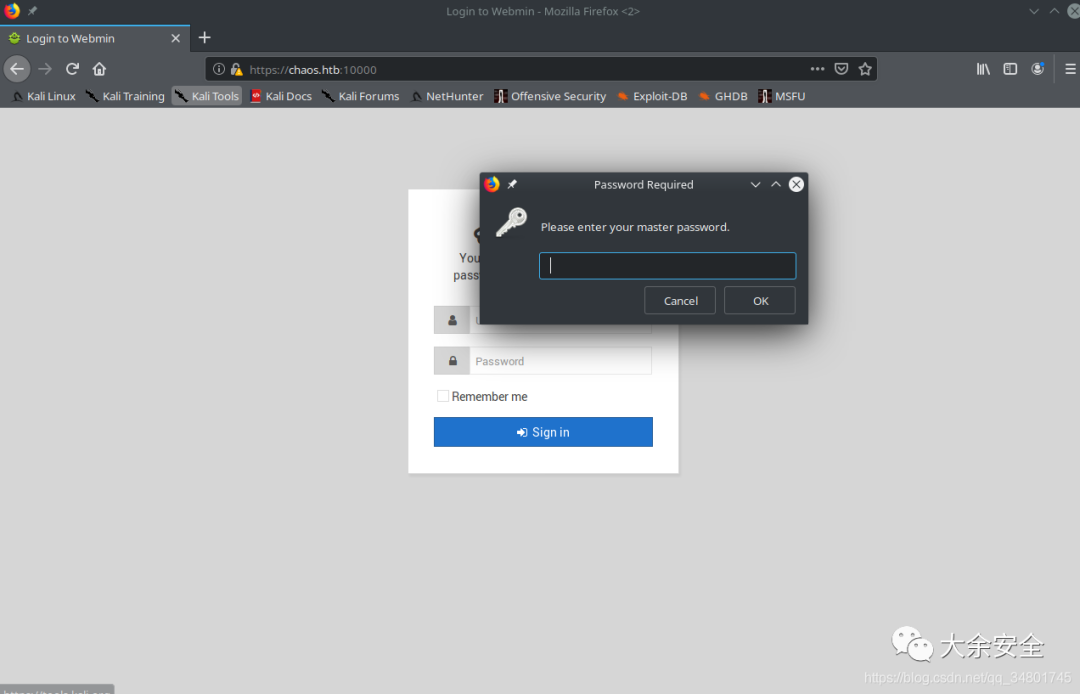 Login to Webmin - Mozilla Firefox <2>
Login to Webmin
https://chaos.htb:10000
Kali Linux Kali Training Kali Tools Kali Docs Kali Forums NetHunter Offensive Security Exploit-DB GHDB MSFU
Password Required
Please enter your master password.
Cancel OK
You
pass
Password
Remember me
Sign in
大余安全
https://blog.csdn.net/qq_34801745